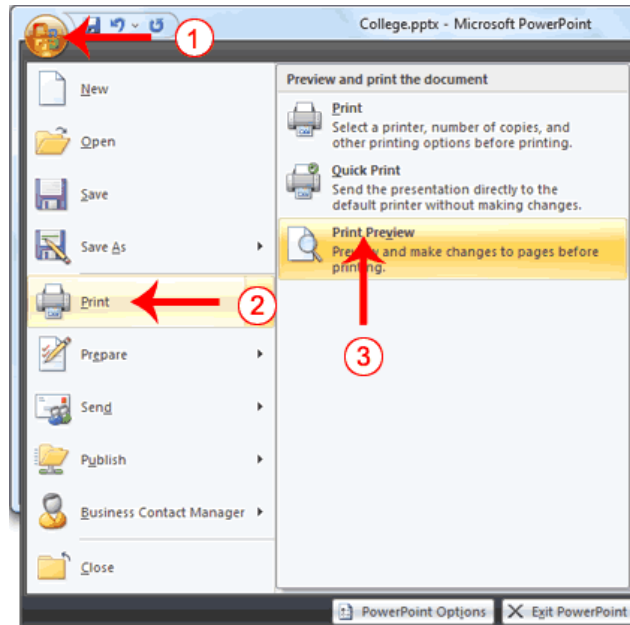 College.pptx - Microsoft PowerPoint
1
New
Open
Save
Save As
Print
2
Prepare
Send
Publish
Business Contact Manager
Close
Preview and print the document
Print
Select a printer, number of copies, and
other printing options before printing.
Quick Print
Send the presentation directly to the
default printer without making changes.
Print Preview
Preview and make changes to pages before
printing.
3
PowerPoint Options
Exit PowerPoint